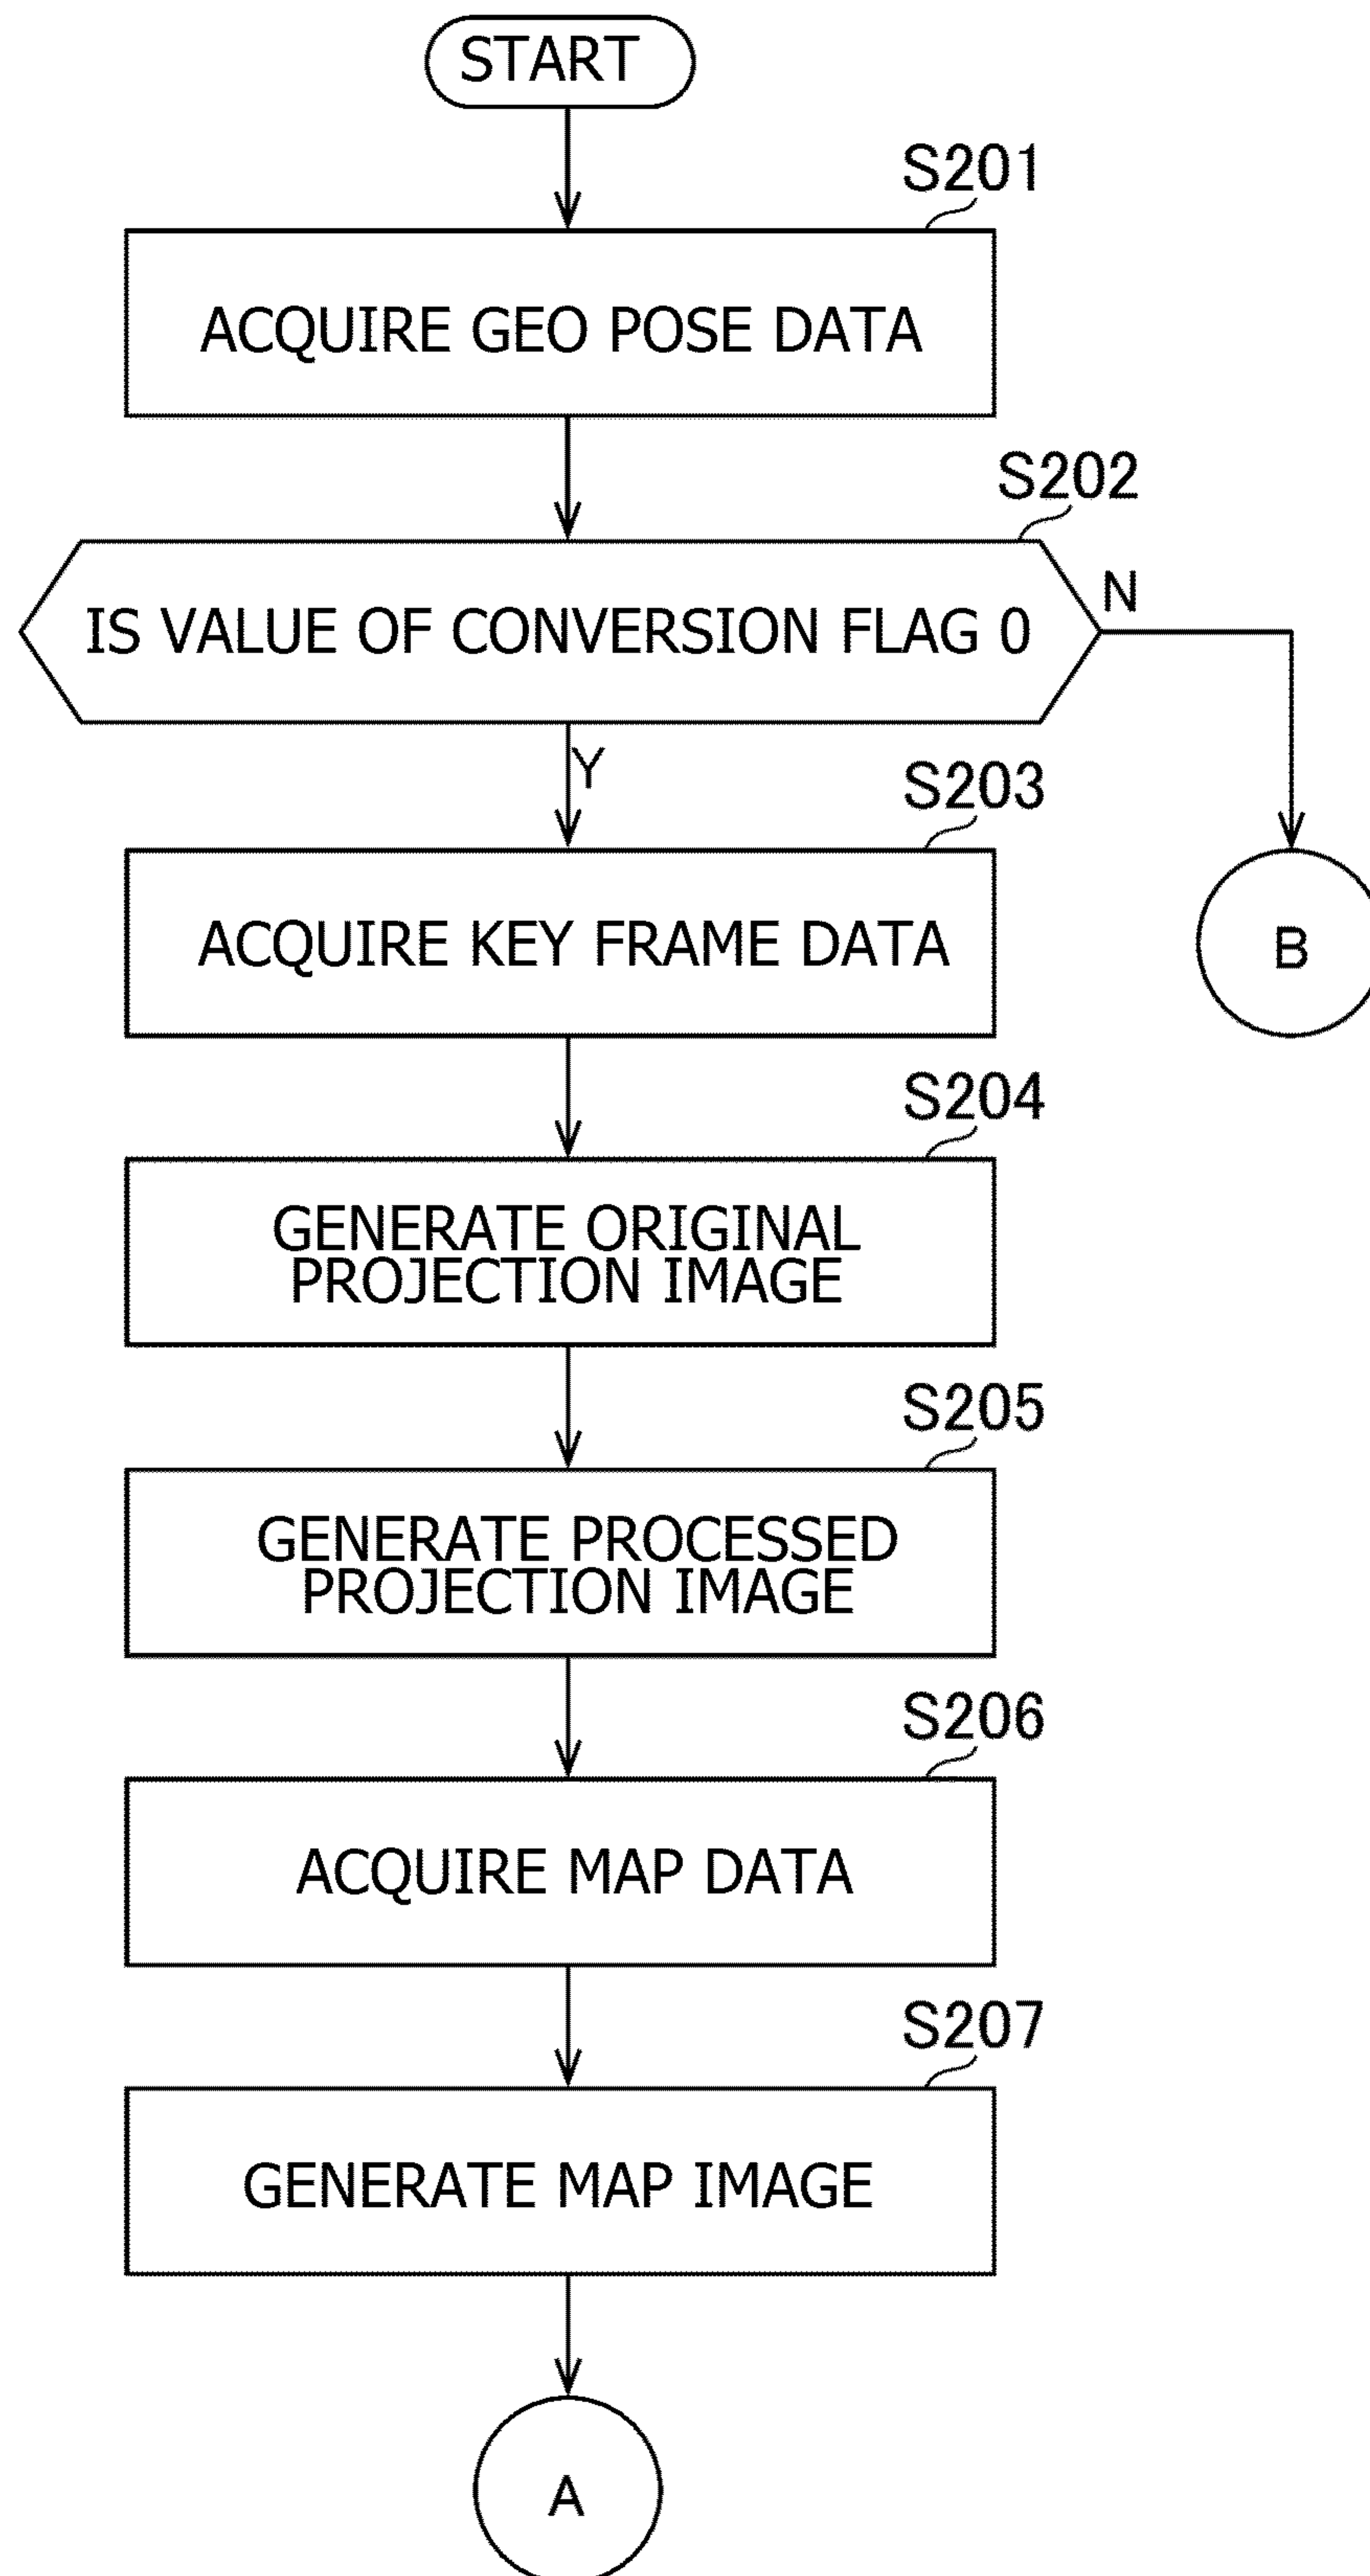 START
S201
ACQUIRE GEO POSE DATA
S202
IS VALUE OF CONVERSION FLAG 0
N
Y
S203
ACQUIRE KEY FRAME DATA
B
S204
GENERATE ORIGINAL
PROJECTION IMAGE
S205
GENERATE PROCESSED
PROJECTION IMAGE
S206
ACQUIRE MAP DATA
S207
GENERATE MAP IMAGE
A